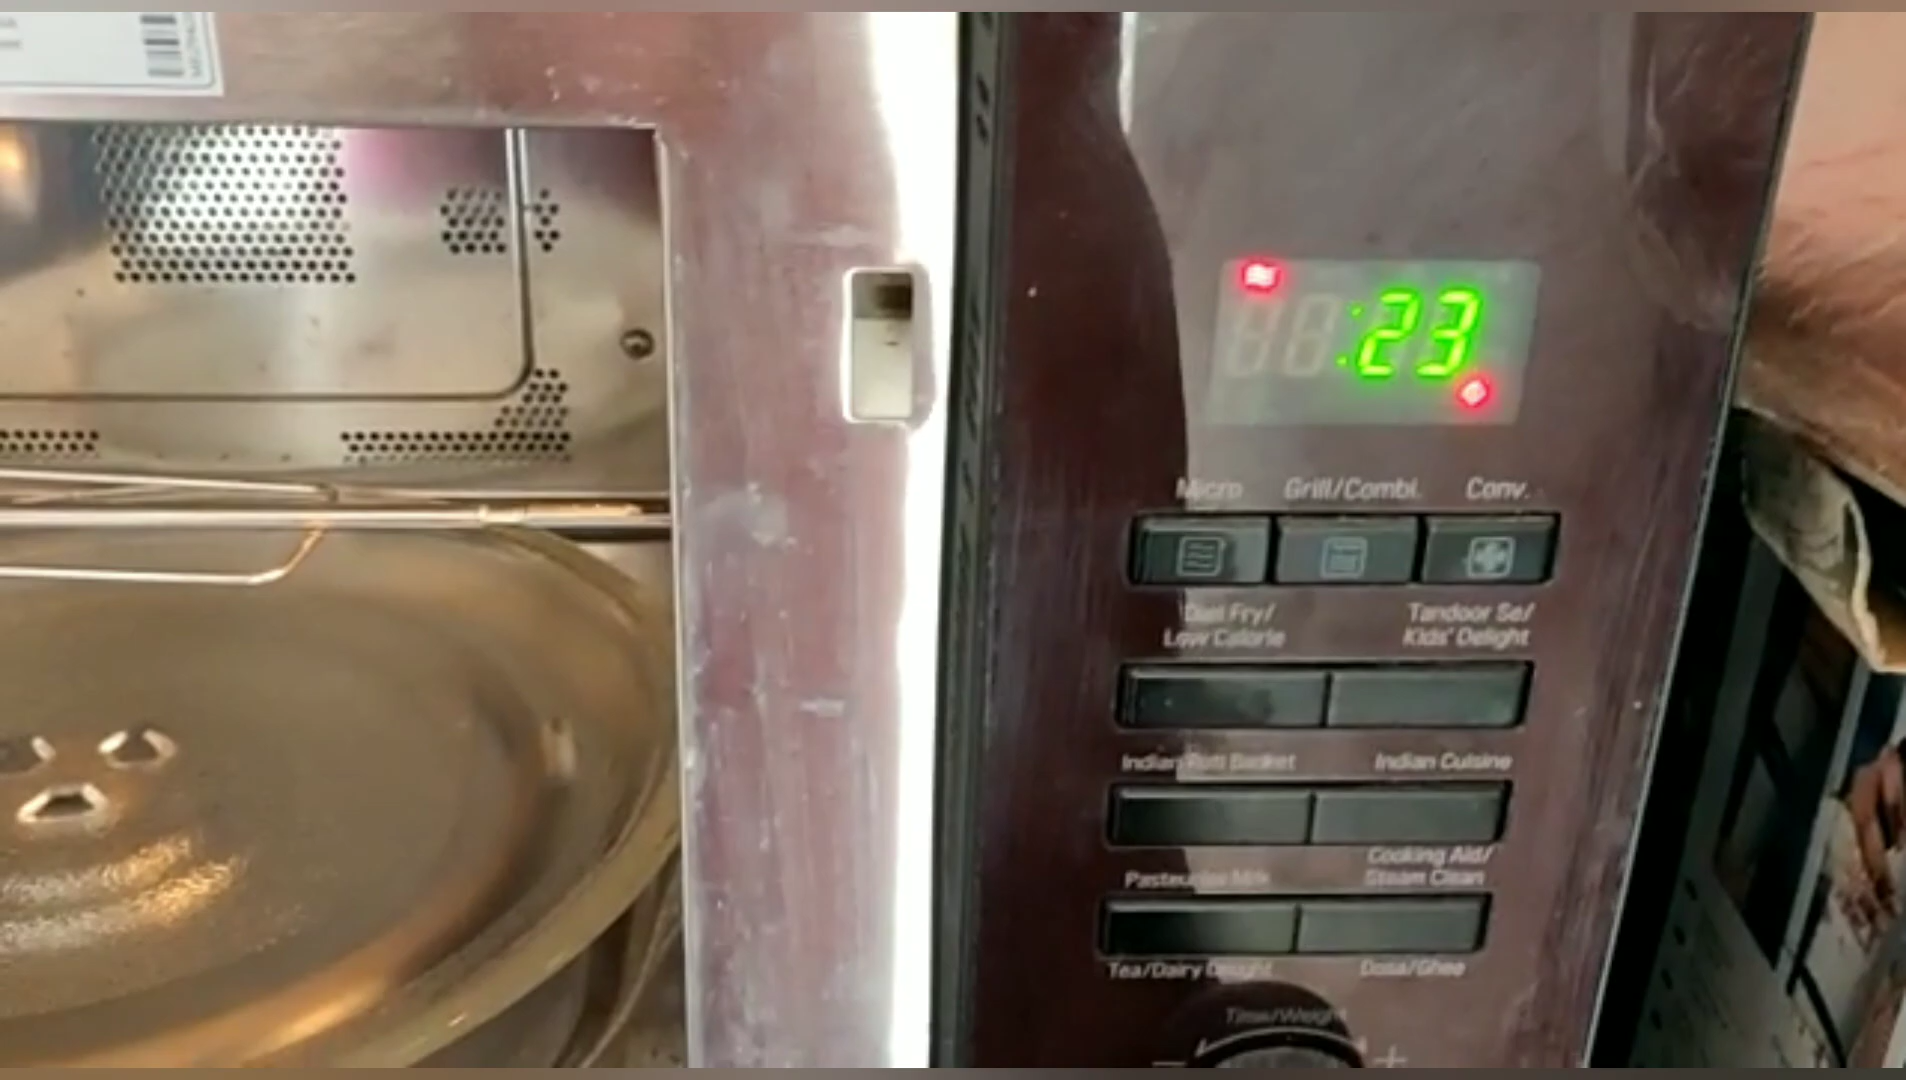 :23
Micro Grill/Combi. Conv.
Diet Fry/
Low Calorie
Tandoor Se/
Kids' Delight
Indian Roti Basket Indian Cuisine
Cooking Aid/
Steam Clean
Pasteurize Milk
Tea/Dairy Delight Dosa/Ghee
Time/Weight
− +